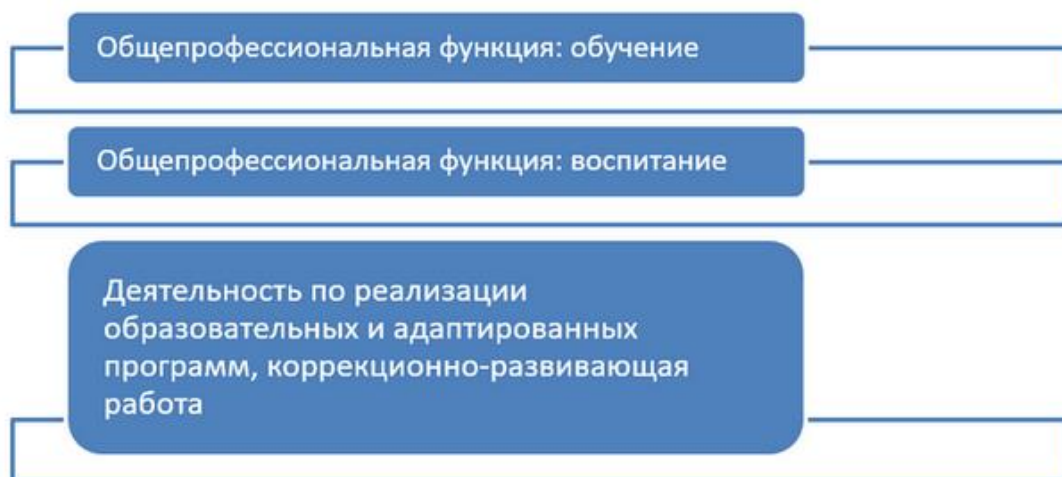 Общепрофессиональная функция: обучение
Общепрофессиональная функция: воспитание
Деятельность по реализации
образовательных и адаптированных
программ, коррекционно-развивающая
работа